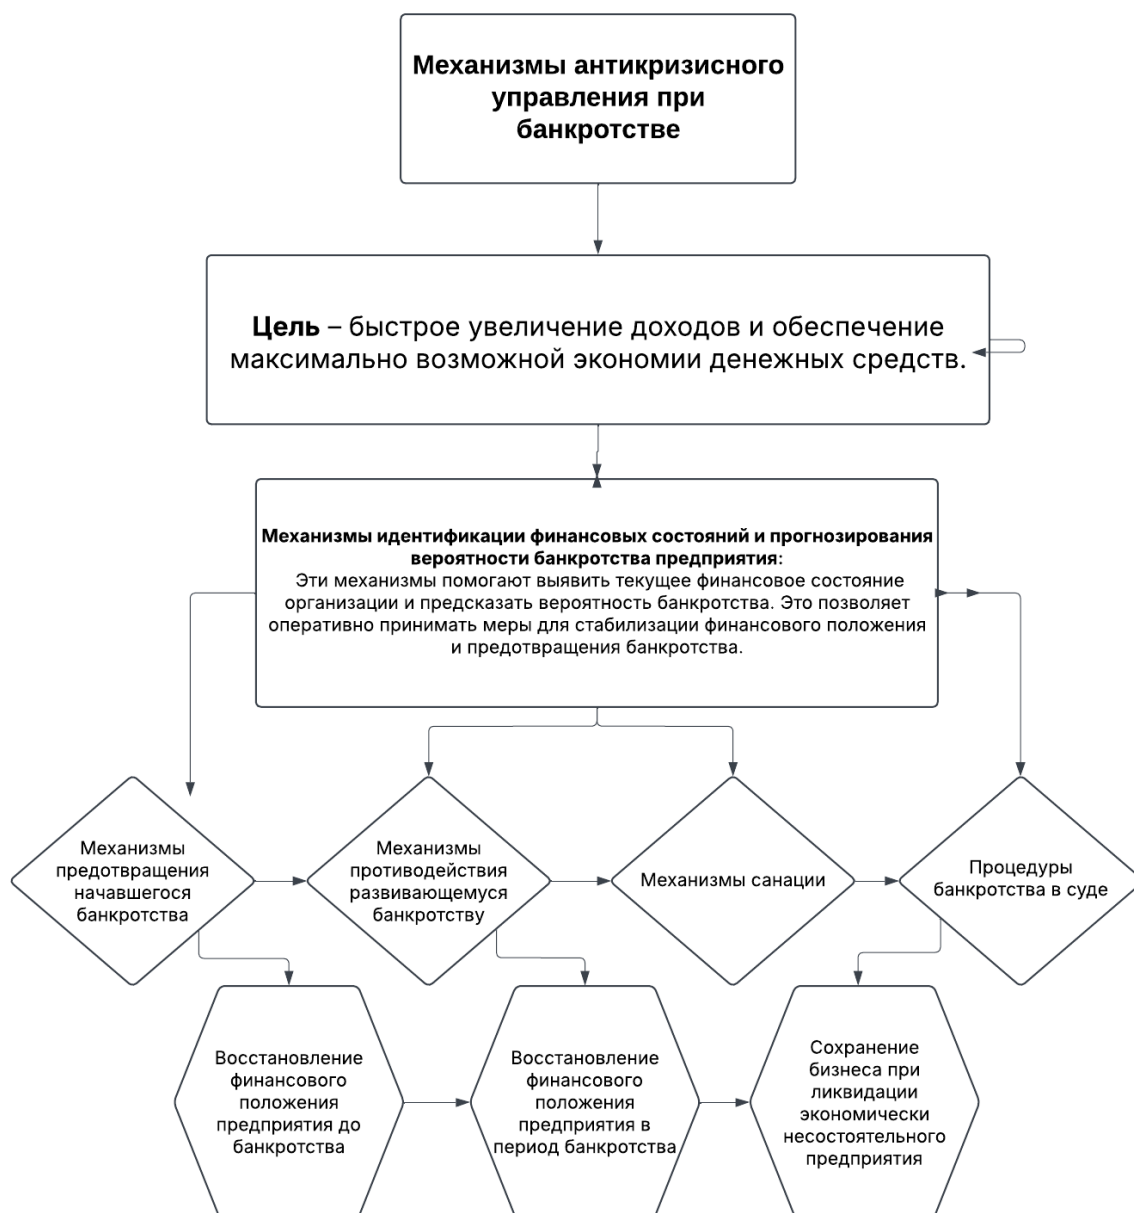 Механизмы антикризисного
управления при
банкротстве
Цель – быстрое увеличение доходов и обеспечение
максимально возможной экономии денежных средств.
Механизмы идентификации финансовых состояний и прогнозирования
вероятности банкротства предприятия:
Эти механизмы помогают выявить текущее финансовое состояние
организации и предсказать вероятность банкротства. Это позволяет
оперативно принимать меры для стабилизации финансового положения
и предотвращения банкротства.
Механизмы
предотвращения
начавшегося
банкротства
Механизмы
противодействия
развивающемуся
банкротству
Механизмы санации
Процедуры
банкротства в суде
Восстановление
финансового
положения
предприятия до
банкротства
Восстановление
финансового
положения
предприятия в
период банкротства
Сохранение
бизнеса при
ликвидации
экономически
несостоятельного
предприятия